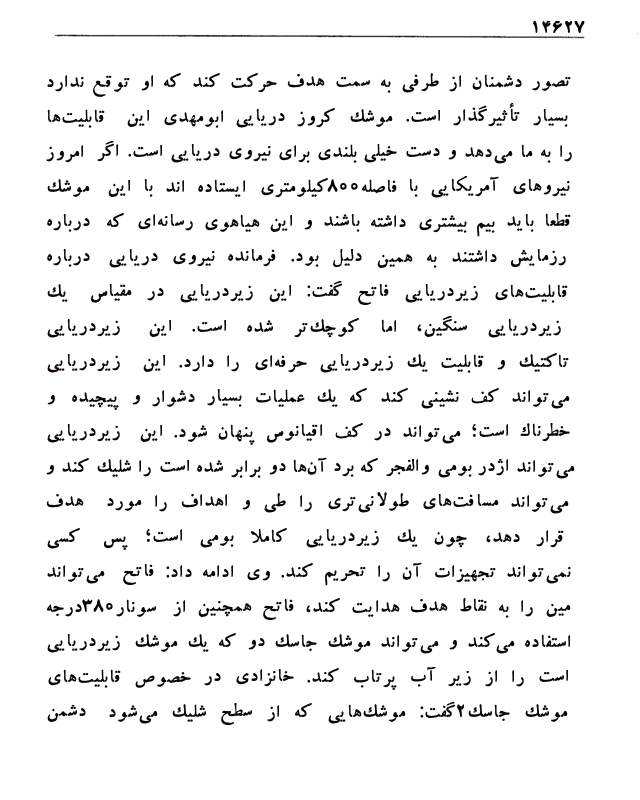 ۱۴۶۲۷
تصور دشمنان از طرفی به سمت هدف حرکت کند که او توقع ندارد
بسیار تأثیرگذار است. موشك کروز دریایی ابومهدی این قابلیت‌ها
را به ما می‌دهد و دست خیلی بلندی برای نیروی دریایی است. اگر امروز
نیروهای آمریکایی با فاصله۸۰۰کیلومتری ایستاده اند با این موشك
قطعا باید بیم بیشتری داشته باشند و این هیاهوی رسانه‌ای که درباره
رزمایش داشتند به همین دلیل بود. فرمانده نیروی دریایی درباره
قابلیت‌های زیردریایی فاتح گفت: این زیردریایی در مقیاس يك
زیردریایی سنگین، اما کوچك‌تر شده است. این زیردریایی
تاکتیك و قابلیت يك زیردریایی حرفه‌ای را دارد. این زیردریایی
می‌تواند کف نشینی کند که يك عملیات بسیار دشوار و پیچیده و
خطرناك است؛ می‌تواند در کف اقیانوس پنهان شود. این زیردریایی
می‌تواند اژدر بومی والفجر که برد آن‌ها دو برابر شده است را شلیك کند و
می‌تواند مسافت‌های طولانی‌تری را طی و اهداف را مورد هدف
قرار دهد، چون يك زیردریایی کاملا بومی است؛ پس کسی
نمی‌تواند تجهیزات آن را تحریم کند. وی ادامه داد: فاتح می‌تواند
مین را به نقاط هدف هدایت کند، فاتح همچنین از سونار۳۸۰درجه
استفاده می‌کند و می‌تواند موشك جاسك دو که يك موشك زیردریایی
است را از زیر آب پرتاب کند. خانزادی در خصوص قابلیت‌های
موشك جاسك۲گفت: موشك‌هایی که از سطح شلیك می‌شود دشمن